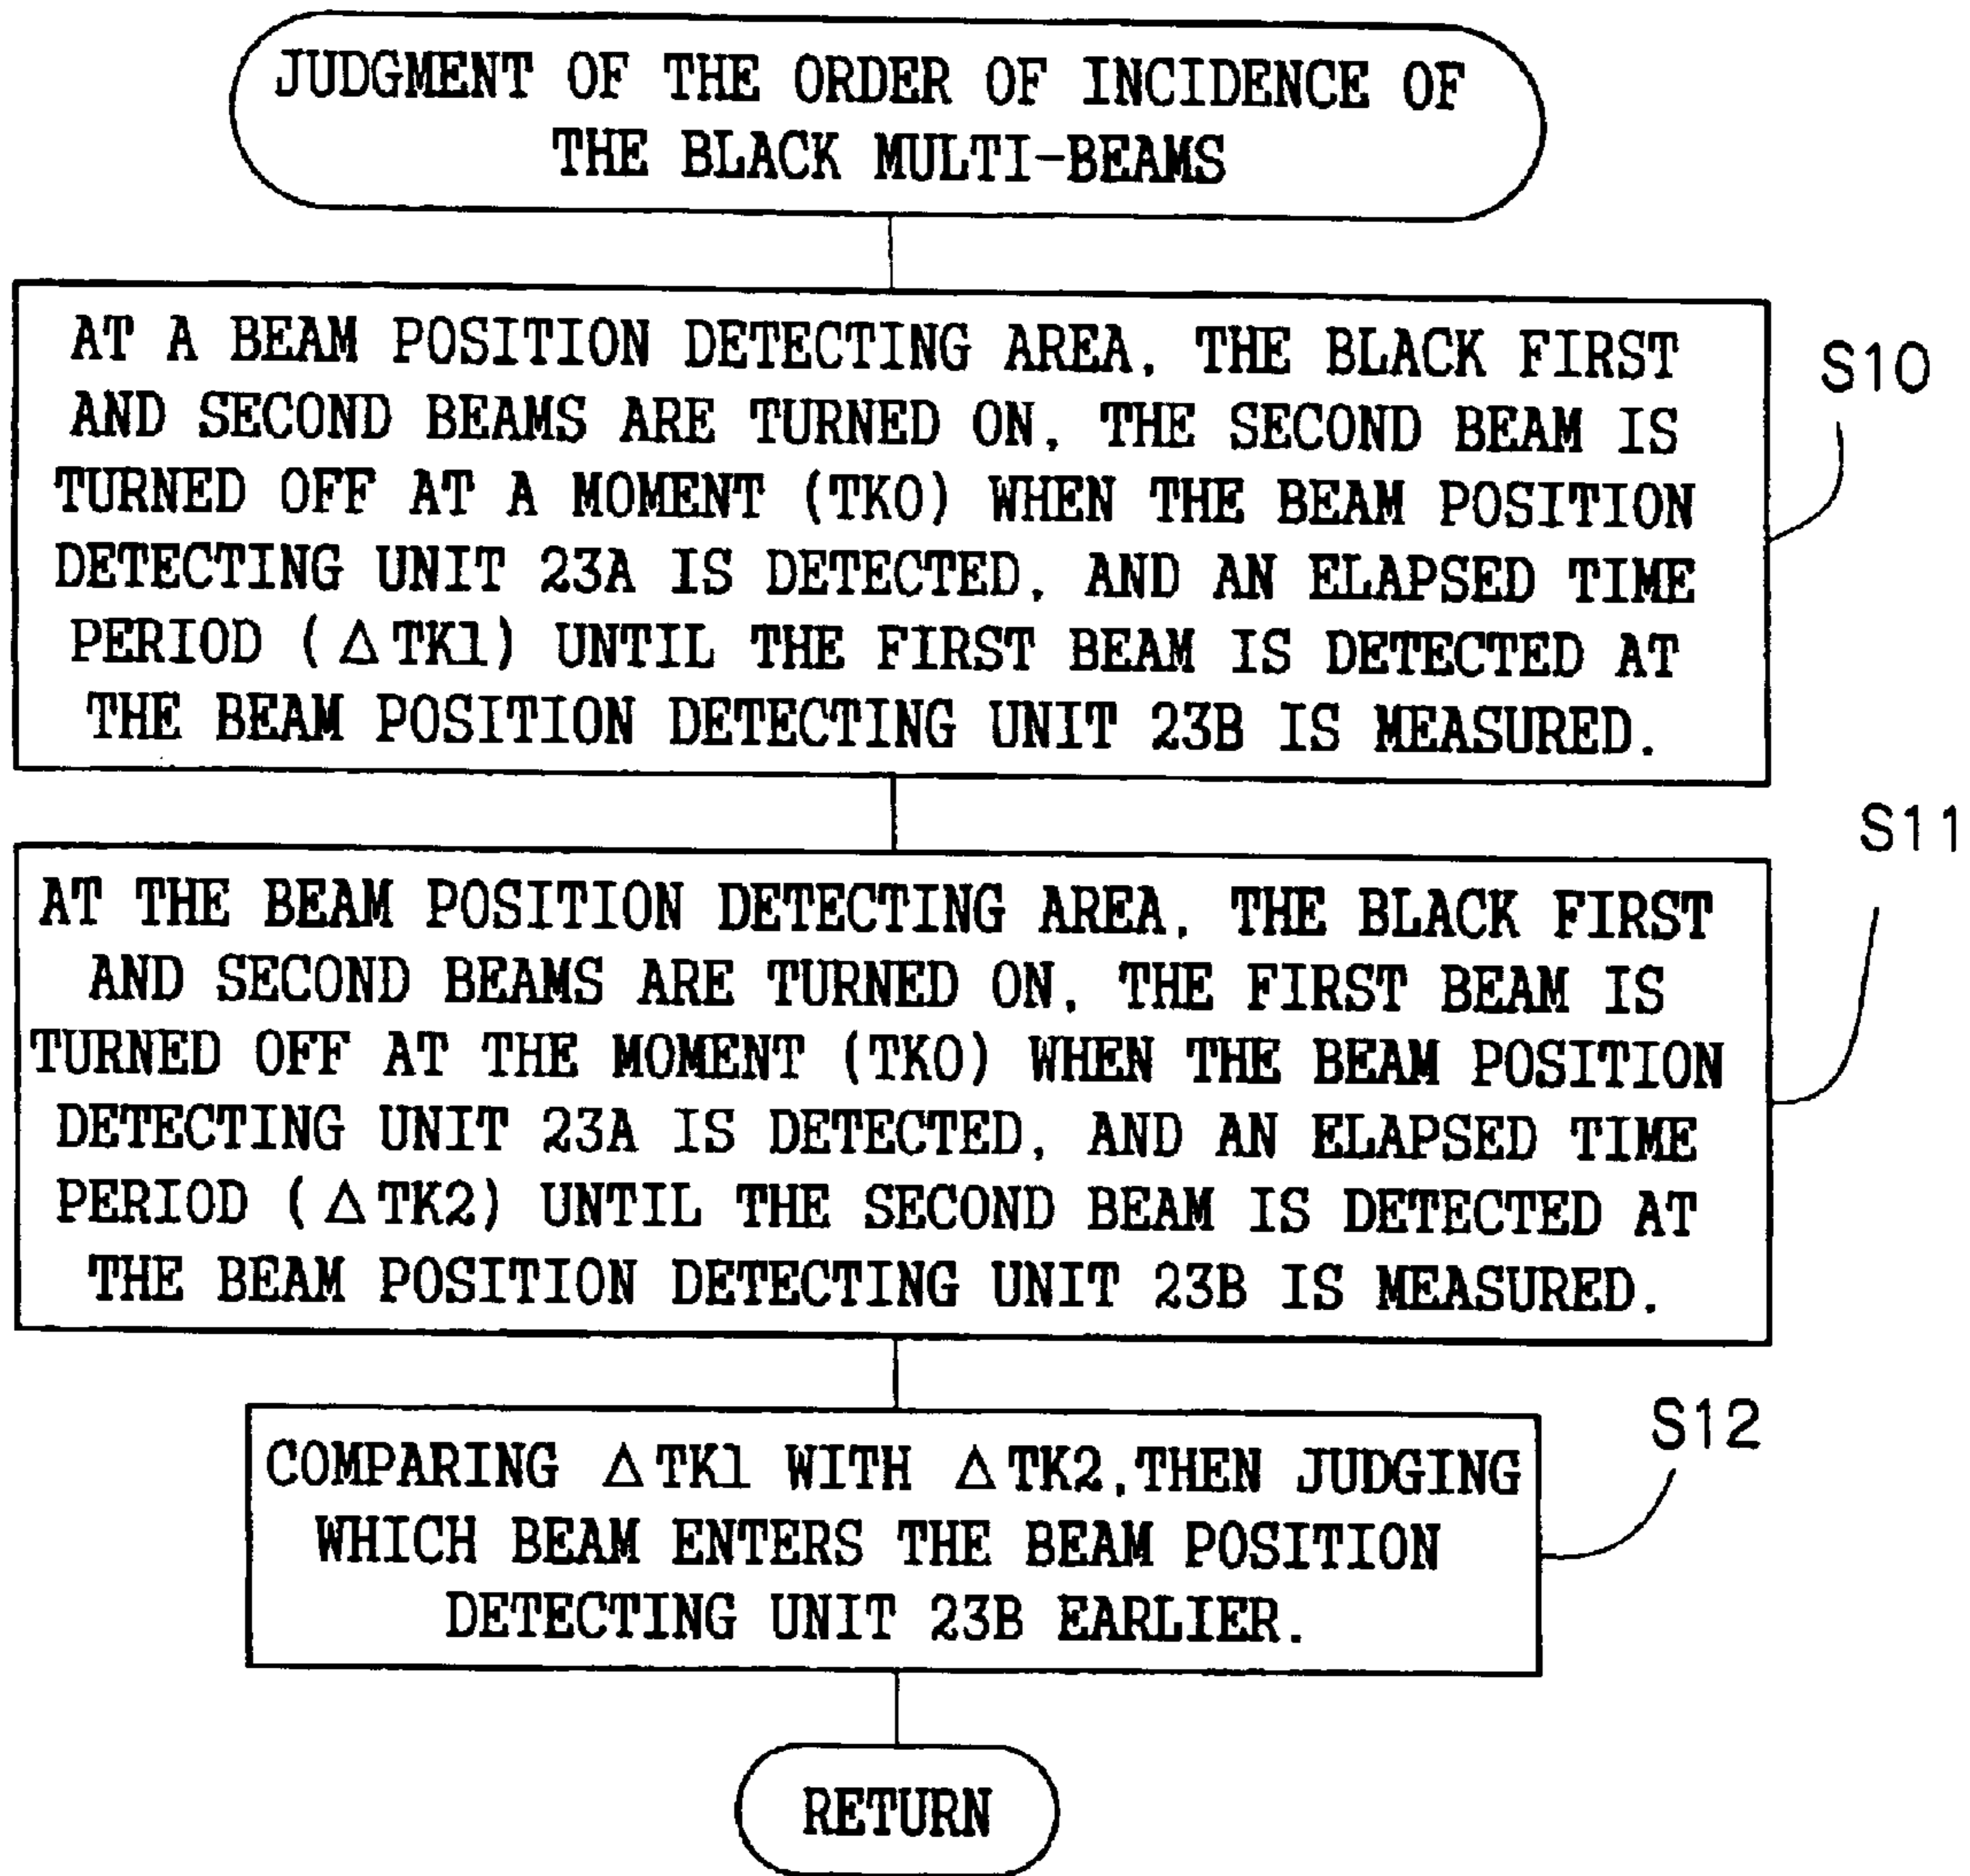 JUDGMENT OF THE ORDER OF INCIDENCE OF
THE BLACK MULTI-BEAMS
AT A BEAM POSITION DETECTING AREA, THE BLACK FIRST
AND SECOND BEAMS ARE TURNED ON, THE SECOND BEAM IS
TURNED OFF AT A MOMENT (TK0) WHEN THE BEAM POSITION
DETECTING UNIT 23A IS DETECTED, AND AN ELAPSED TIME
PERIOD (△TK1) UNTIL THE FIRST BEAM IS DETECTED AT
THE BEAM POSITION DETECTING UNIT 23B IS MEASURED.
S10
AT THE BEAM POSITION DETECTING AREA, THE BLACK FIRST
AND SECOND BEAMS ARE TURNED ON, THE FIRST BEAM IS
TURNED OFF AT THE MOMENT (TK0) WHEN THE BEAM POSITION
DETECTING UNIT 23A IS DETECTED, AND AN ELAPSED TIME
PERIOD (△TK2) UNTIL THE SECOND BEAM IS DETECTED AT
THE BEAM POSITION DETECTING UNIT 23B IS MEASURED.
S11
COMPARING △TK1 WITH △TK2,THEN JUDGING
WHICH BEAM ENTERS THE BEAM POSITION
DETECTING UNIT 23B EARLIER.
S12
RETURN